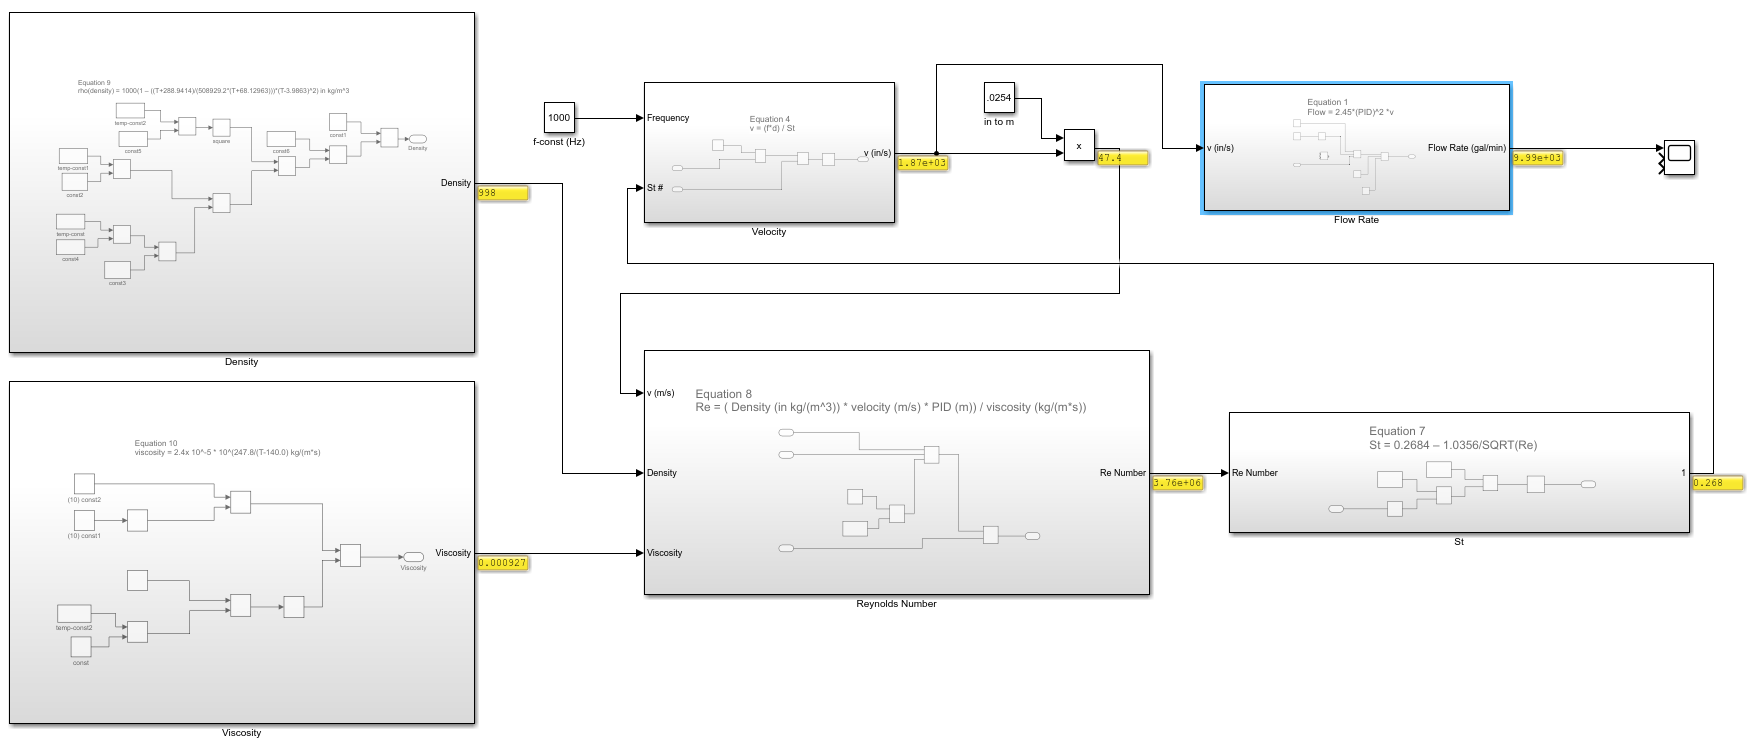 Equation 9
rho(density) = 1000(1 – ((T+288.9414)/(508929.2*(T+68.12963)))*(T-3.9863)^2) in kg/m^3
temp-const2
const5
square
const6
const1
Density
temp-const1
const2
temp-const
const4
const3
Density
998
Density
Equation 10
viscosity = 2.4x 10^-5 * 10^(247.8/(T-140.0) kg/(m*s)
(10) const2
(10) const1
Viscosity
temp-const2
const
Viscosity
0.000927
Viscosity
1000
f-const (Hz)
Frequency
Equation 4
v = (f*d) / St
v (in/s)
St #
1.87e+03
Velocity
.0254
in to m
x
47.4
Equation 1
Flow = 2.45*(PID)^2 *v
v (in/s)
Flow Rate (gal/min)
9.99e+03
Flow Rate
v (m/s)
Equation 8
Re = ( Density (in kg/(m^3)) * velocity (m/s) * PID (m)) / viscosity (kg/(m*s))
Density
Re Number
3.76e+06
Viscosity
Reynolds Number
Equation 7
St = 0.2684 – 1.0356/SQRT(Re)
Re Number
1
0.268
St